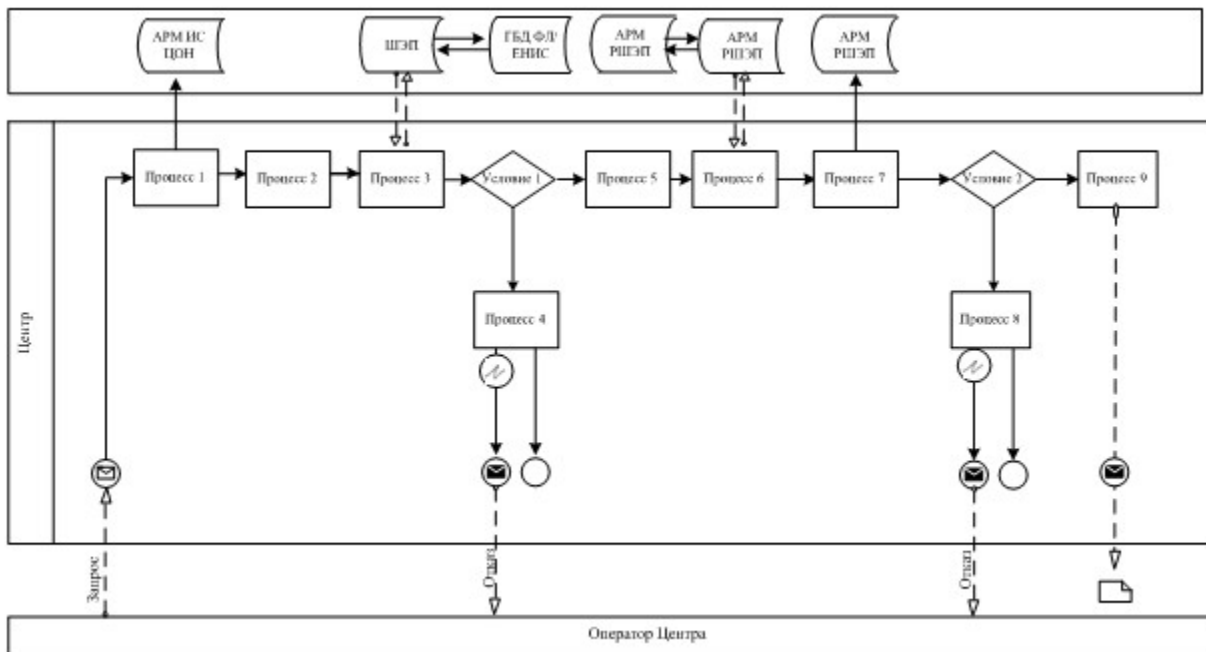 АРМ ИС
ЦОН
ШЭП
ГБД ФЛ/
ЕНИС
АРМ
РШЭП
АРМ
РШЭП
АРМ
РШЭП
Процесс 1
Процесс 2
Процесс 3
Условие 1
Процесс 5
Процесс 6
Процесс 7
Условие 2
Процесс 9
Процесс 4
Процесс 8
Центр
Запрос
Отказ
Отказ
Оператор Центра